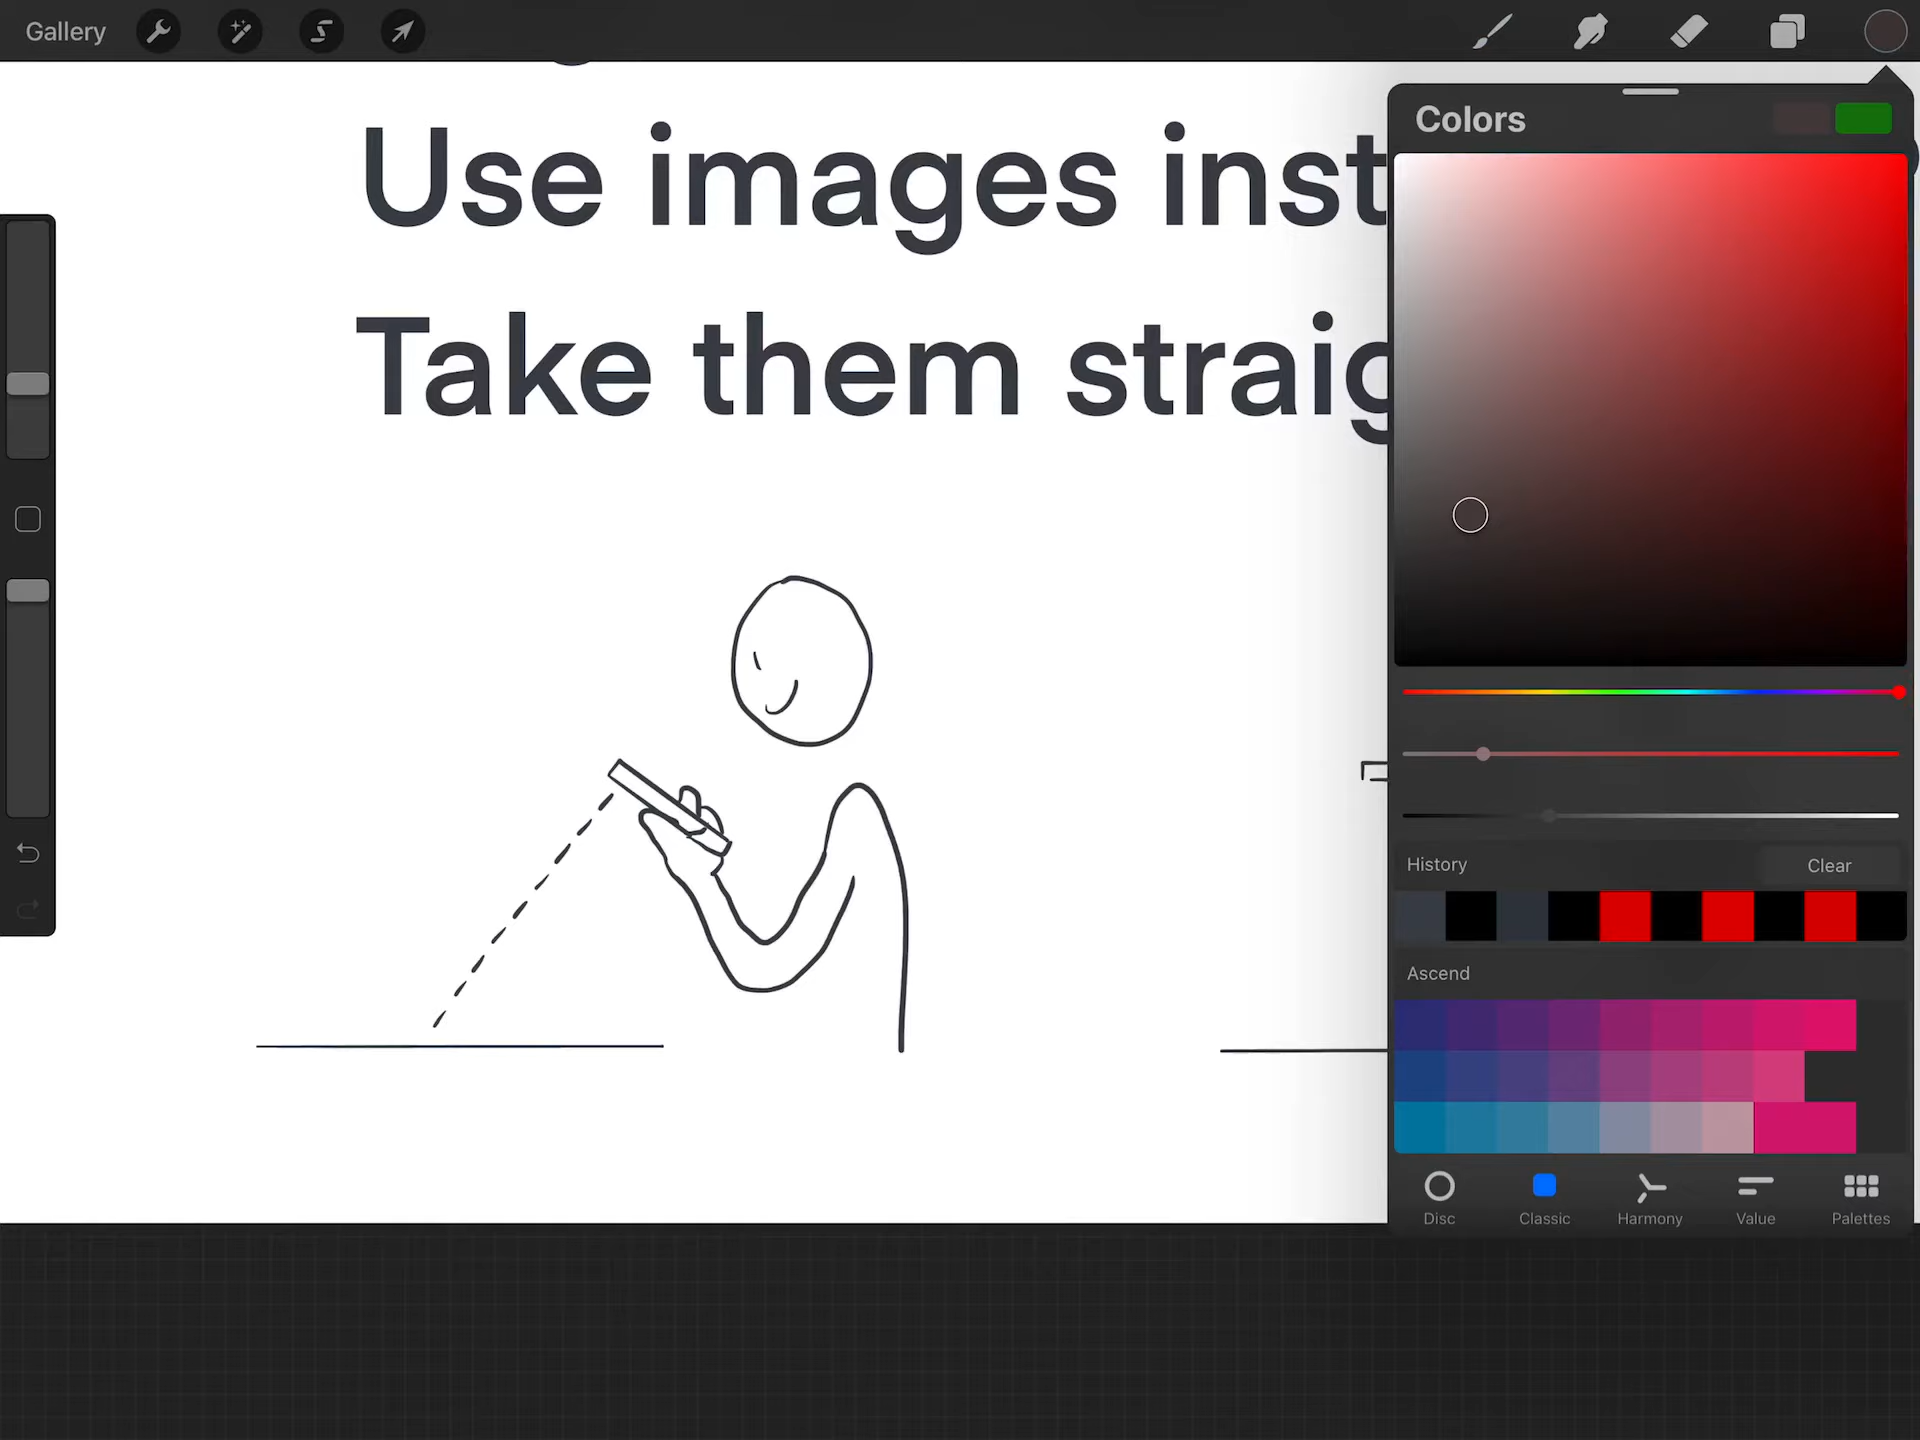 Gallery
Colors
Use images inst
Take them straig
History
Clear
Ascend
Disc
Classic
Harmony
Value
Palettes